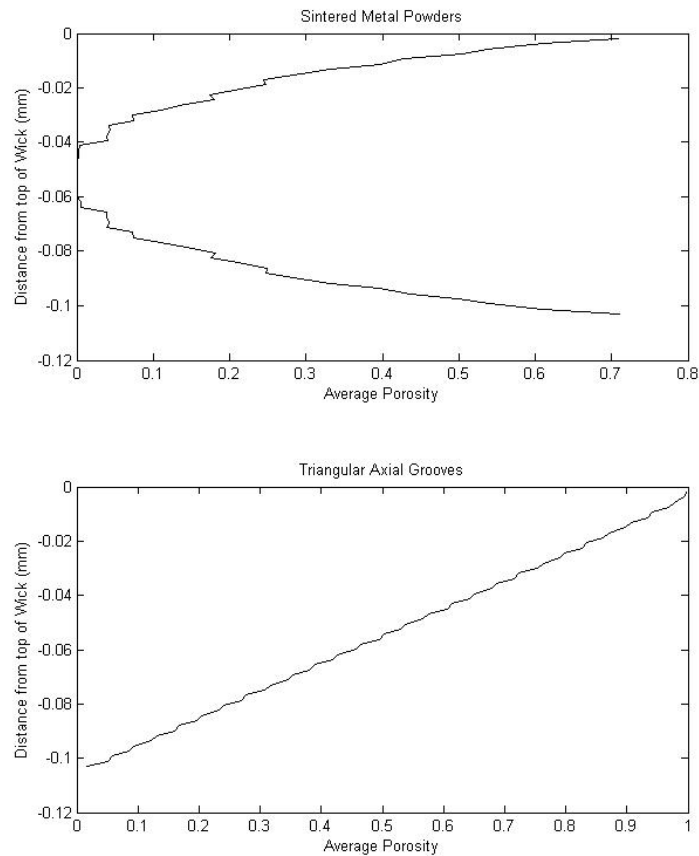 Sintered Metal Powders
0
-0.02
-0.04
-0.06
-0.08
-0.1
-0.12
Distance from top of Wick (mm)
0 0.1 0.2 0.3 0.4 0.5 0.6 0.7 0.8
Average Porosity
Triangular Axial Grooves
0
-0.02
-0.04
-0.06
-0.08
-0.1
-0.12
Distance from top of Wick (mm)
0 0.1 0.2 0.3 0.4 0.5 0.6 0.7 0.8 0.9 1
Average Porosity